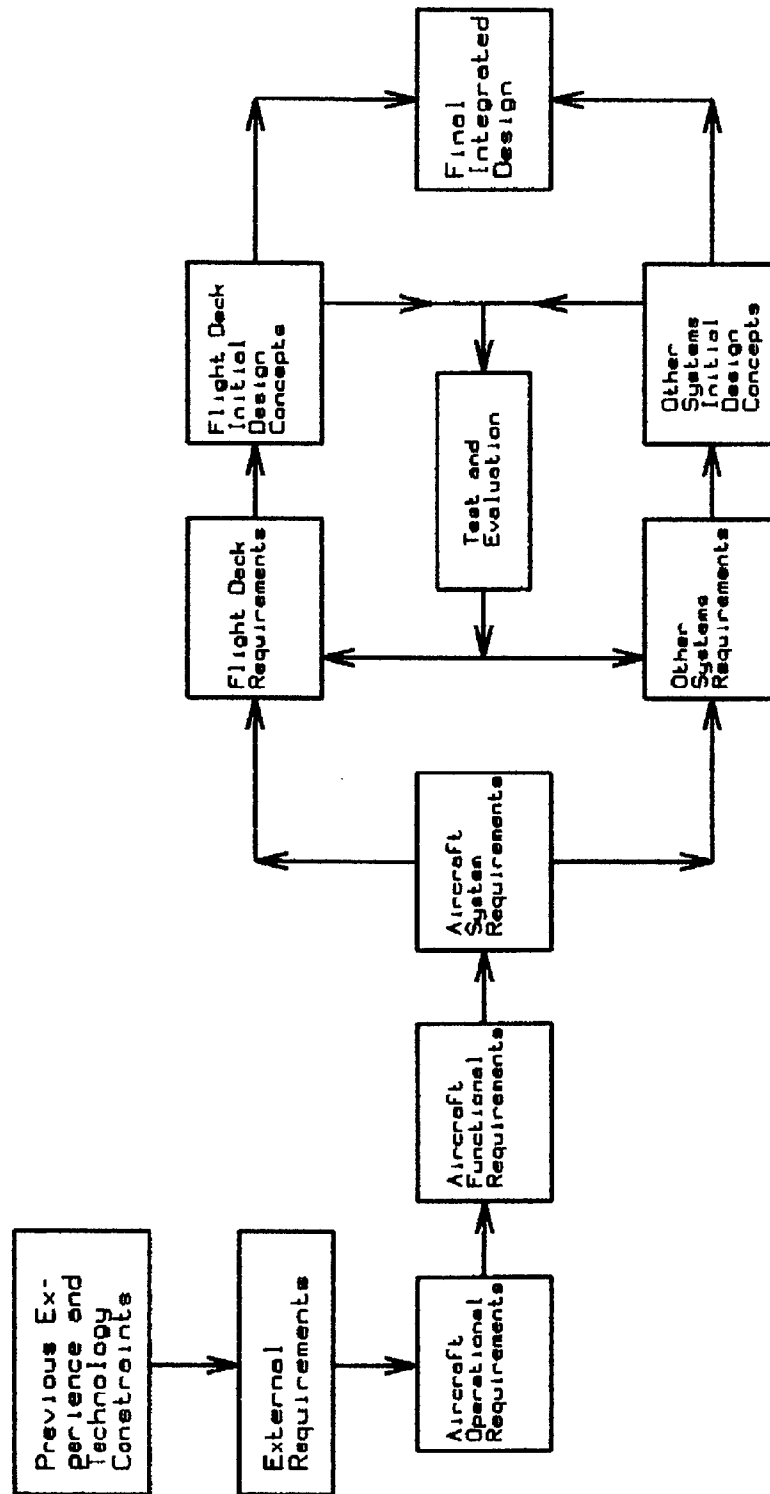 Previous Ex-
perience and
Technology
Constraints
External
Requirements
Aircraft
Operational
Requirements
Aircraft
Functional
Requirements
Aircraft
System
Requirements
Flight Deck
Requirements
Flight Deck
Initial
Design
Concepts
Test and
Evaluation
Other
Systems
Requirements
Other
Systems
Initial
Design
Concepts
Final
Integrated
Design